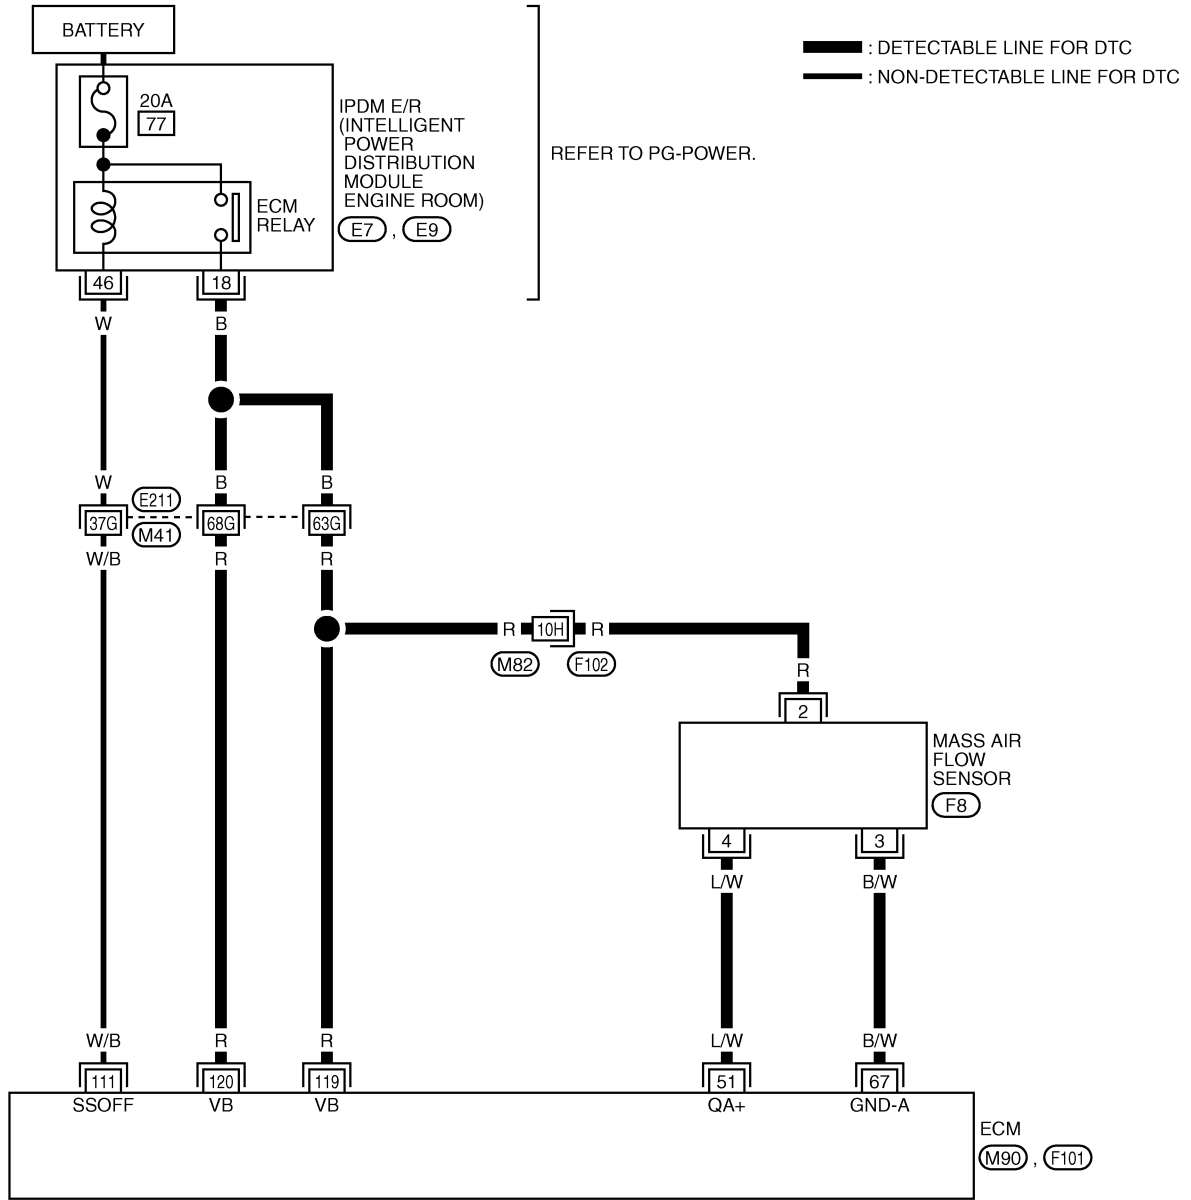 BATTERY
: DETECTABLE LINE FOR DTC
: NON-DETECTABLE LINE FOR DTC
20A
77
IPDM E/R
(INTELLIGENT
POWER
DISTRIBUTION
MODULE
ENGINE ROOM)
E7 , E9
REFER TO PG-POWER.
ECM
RELAY
46 18
W B
W B B
E211
37G 68G 63G
M41
W/B R R
R 10H R
M82 F102
R
2
MASS AIR
FLOW
SENSOR
F8
4 3
L/W B/W
W/B R R L/W B/W
111 120 119 51 67
SSOFF VB VB QA+ GND-A
ECM
M90 , F101